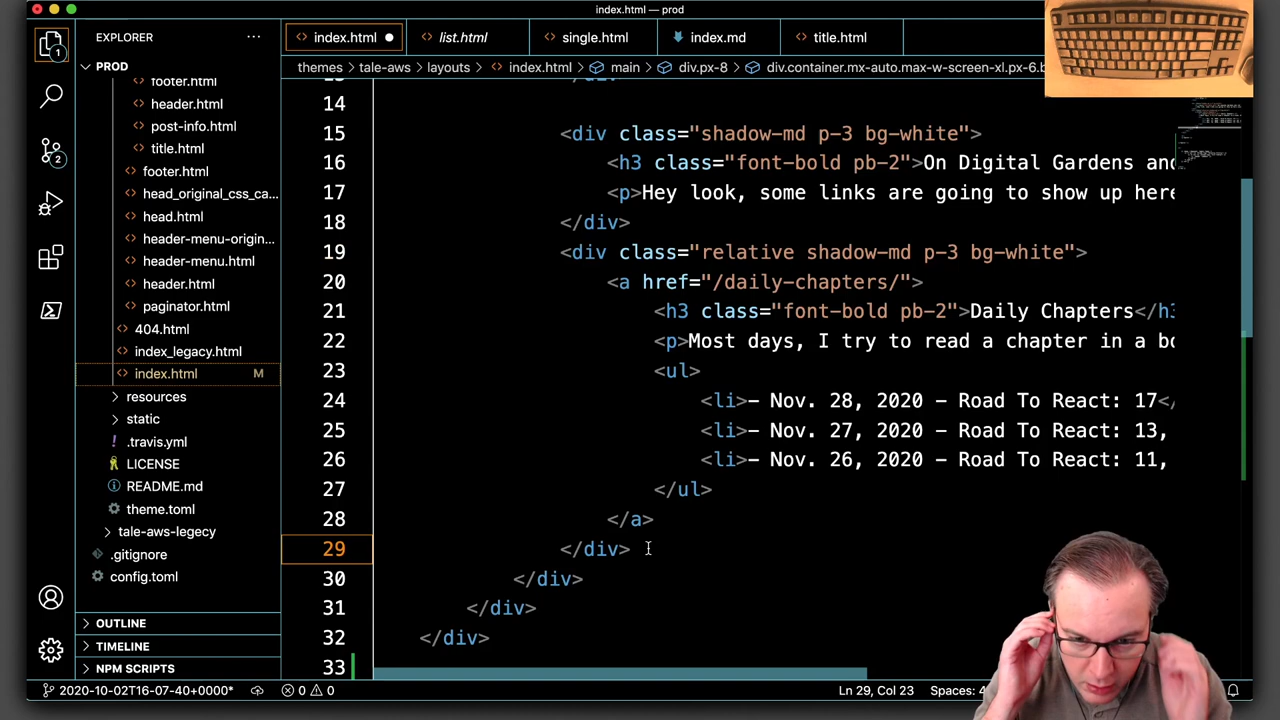 index.html — prod
EXPLORER ···
index.html ●
list.html
single.html
index.md
title.html
PROD
themes > tale-aws > layouts > index.html > main > div.px-8 > div.container.mx-auto.max-w-screen-xl.px-6.b
footer.html
header.html
post-info.html
title.html
footer.html
head_original_css_ca...
head.html
header-menu-origin...
header-menu.html
header.html
paginator.html
404.html
index_legacy.html
index.html M
resources
static
.travis.yml
LICENSE
README.md
theme.toml
tale-aws-legacy
.gitignore
config.toml
OUTLINE
TIMELINE
NPM SCRIPTS
1
2
14
15 <div class="shadow-md p-3 bg-white">
16 <h3 class="font-bold pb-2">On Digital Gardens and
17 <p>Hey look, some links are going to show up here
18 </div>
19 <div class="relative shadow-md p-3 bg-white">
20 <a href="/daily-chapters/">
21 <h3 class="font-bold pb-2">Daily Chapters</h3
22 <p>Most days, I try to read a chapter in a bo
23 <ul>
24 <li>- Nov. 28, 2020 - Road To React: 17</
25 <li>- Nov. 27, 2020 - Road To React: 13,
26 <li>- Nov. 26, 2020 - Road To React: 11,
27 </ul>
28 </a>
29 </div>
30 </div>
31 </div>
32 </div>
33
2020-10-02T16-07-40+0000* 0 0 Ln 29, Col 23 Spaces: 4